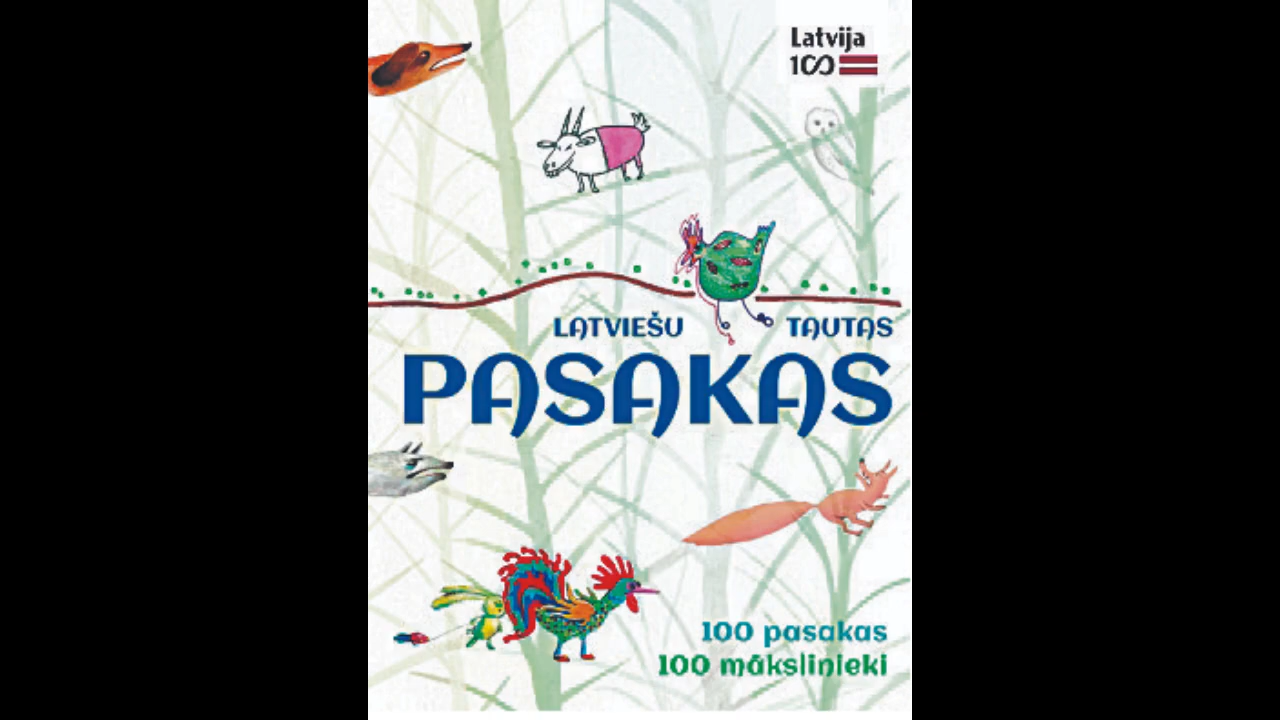 Latvija
100
LATVIEŠU TAUTAS
PASAKAS
100 pasakas
100 mākslinieki